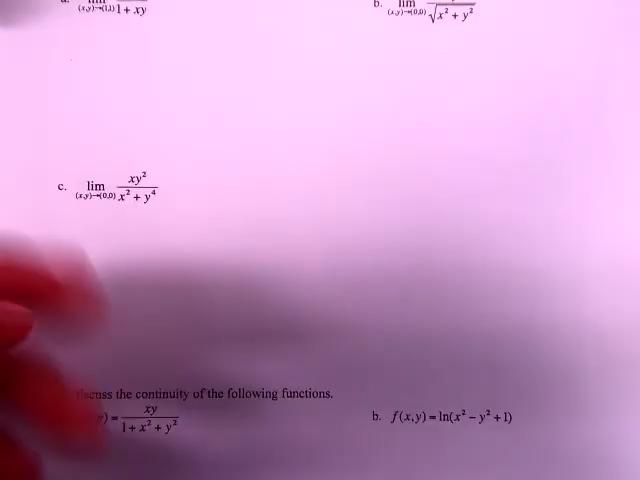 lim (x,y)→(1,1) 1 + xy
b. lim (x,y)→(0,0) √x² + y²
c. lim (x,y)→(0,0) xy² / x² + y⁴
discuss the continuity of the following functions.
) = xy / 1 + x² + y²
b. f(x,y) = ln(x² − y² + 1)